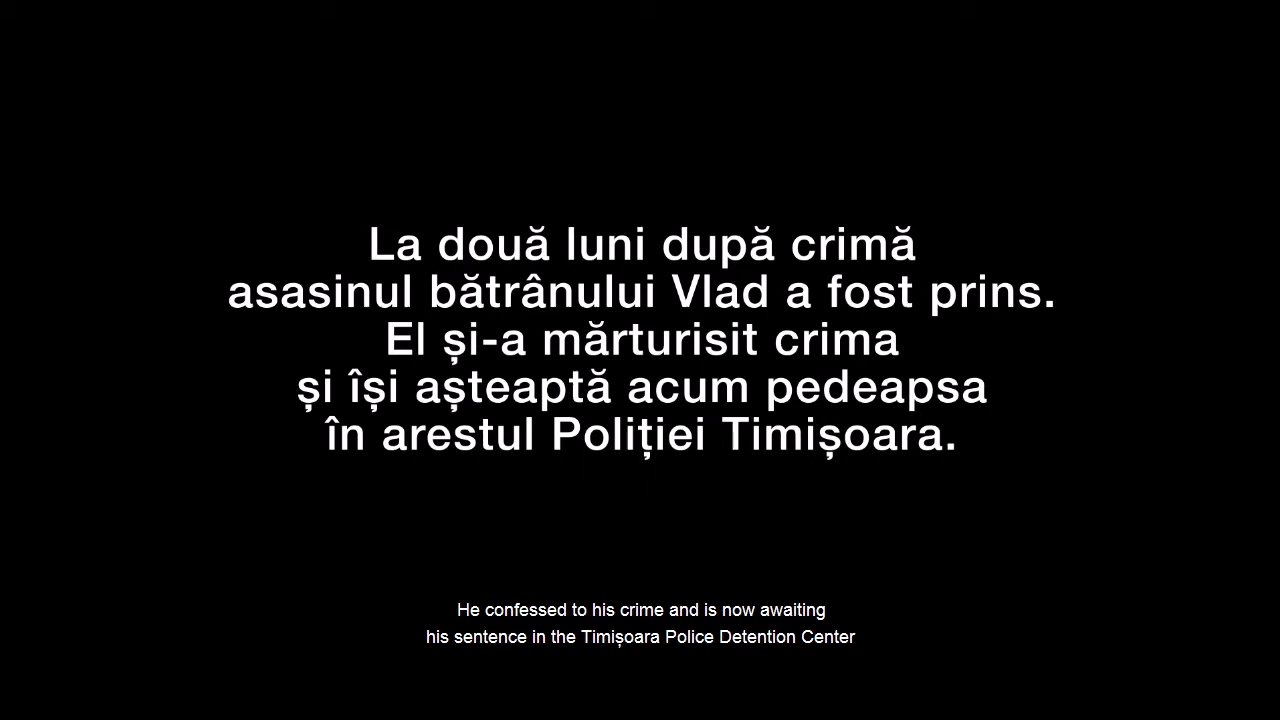 La două luni după crimă
asasinul bătrânului Vlad a fost prins.
El și-a mărturisit crima
și își așteaptă acum pedeapsa
în arestul Poliției Timișoara.
He confessed to his crime and is now awaiting
his sentence in the Timișoara Police Detention Center